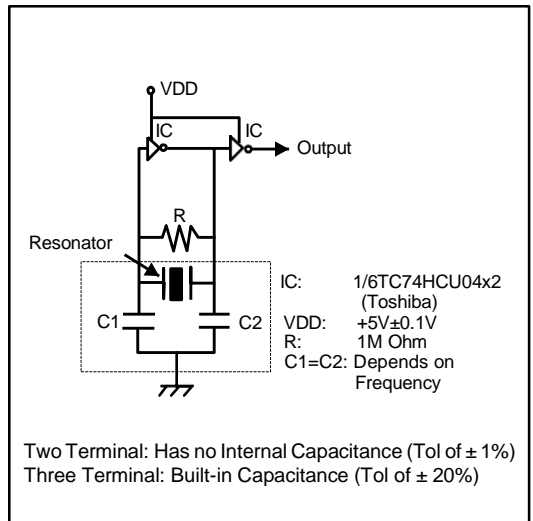 VDD
IC
IC
Output
R
Resonator
C1
C2
IC: 1/6TC74HCU04x2
(Toshiba)
VDD: +5V±0.1V
R: 1M Ohm
C1=C2: Depends on
Frequency
Two Terminal: Has no Internal Capacitance (Tol of ± 1%)
Three Terminal: Built-in Capacitance (Tol of ± 20%)